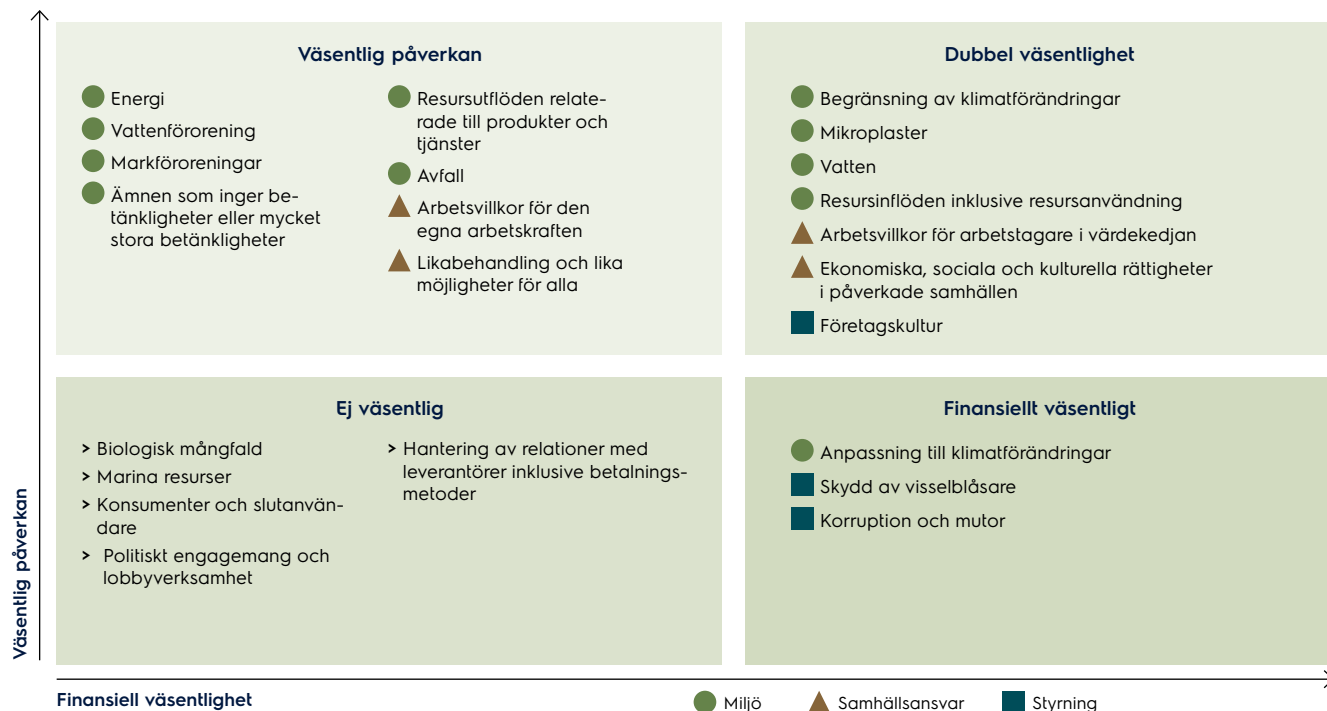 Väsentlig påverkan
Energi
Vattenförorening
Markföroreningar
Ämnen som inger be-
tänkligheter eller mycket
stora betänkligheter
Resursutflöden relate-
rade till produkter och
tjänster
Avfall
Arbetsvillkor för den
egna arbetskraften
Likabehandling och lika
möjligheter för alla
Dubbel väsentlighet
Begränsning av klimatförändringar
Mikroplaster
Vatten
Resursinflöden inklusive resursanvändning
Arbetsvillkor för arbetstagare i värdekedjan
Ekonomiska, sociala och kulturella rättigheter
i påverkade samhällen
Företagskultur
Ej väsentlig
> Biologisk mångfald
> Marina resurser
> Konsumenter och slutanvän-
dare
> Politiskt engagemang och
lobbyverksamhet
> Hantering av relationer med
leverantörer inklusive betalnings-
metoder
Finansiellt väsentligt
Anpassning till klimatförändringar
Skydd av visselblåsare
Korruption och mutor
Väsentlig påverkan
Finansiell väsentlighet
Miljö
Samhällsansvar
Styrning